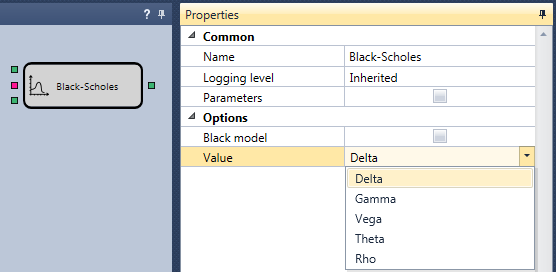 ?
Properties
Common
Black-Scholes
Name Black-Scholes
Logging level Inherited
Parameters
Options
Black model
Value Delta
Delta
Gamma
Vega
Theta
Rho